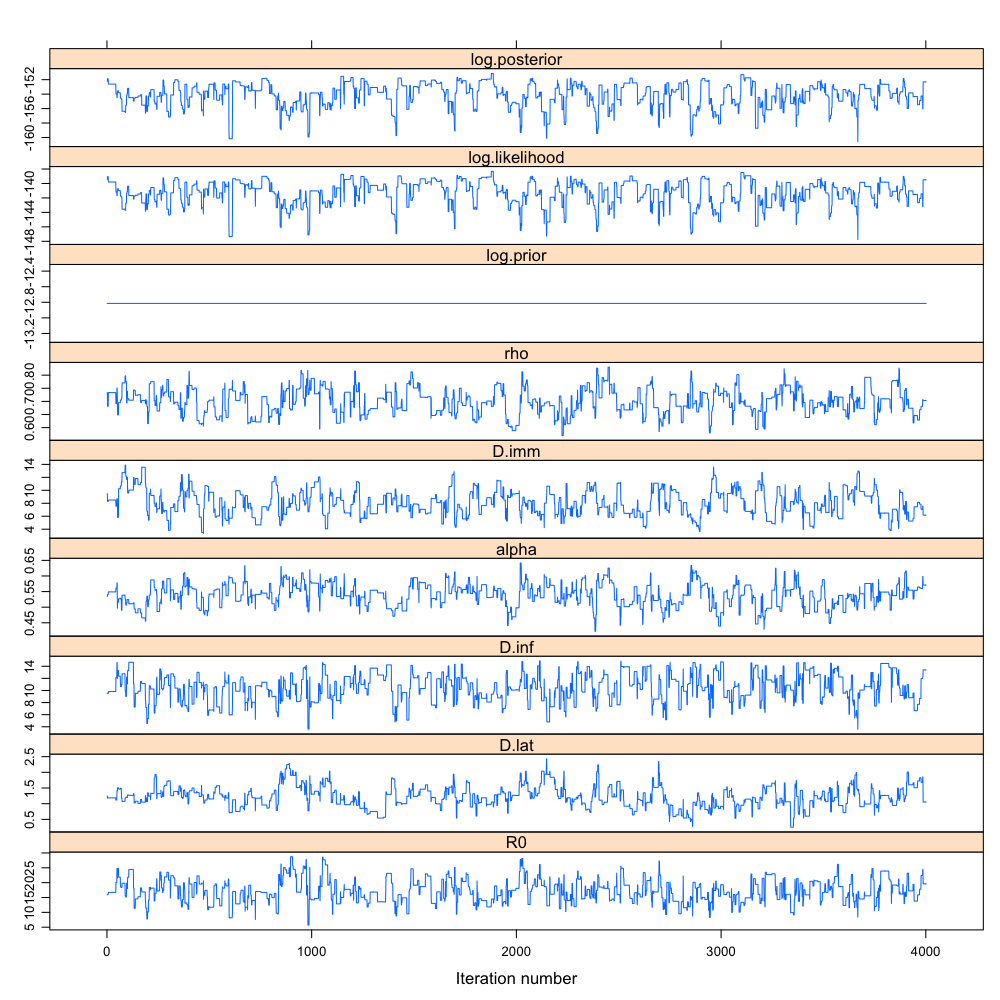 log.posterior
-160 -156 -152
log.likelihood
-148 -144 -140
log.prior
-13.2 -12.8 -12.4
rho
0.60 0.70 0.80
D.imm
4 6 8 10 14
alpha
0.45 0.55 0.65
D.inf
4 6 8 10 14
D.lat
0.5 1.5 2.5
R0
5 10 15 20 25
0 1000 2000 3000 4000
Iteration number